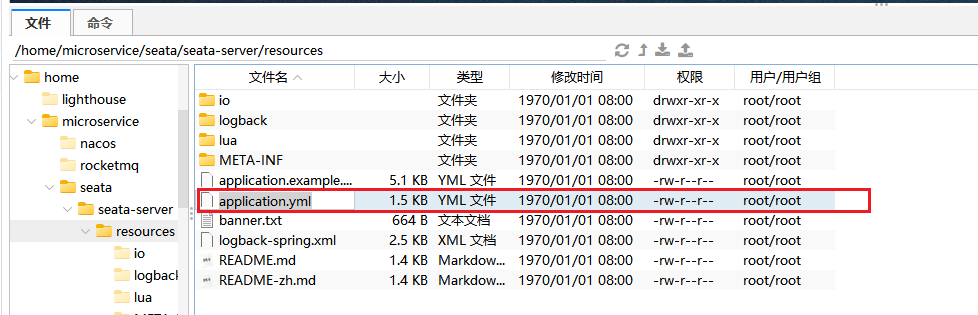 文件 命令
/home/microservice/seata/seata-server/resources
home
lighthouse
microservice
nacos
rocketmq
seata
seata-server
resources
io
logback
lua
文件名 大小 类型 修改时间 权限 用户/用户组
io 文件夹 1970/01/01 08:00 drwxr-xr-x root/root
logback 文件夹 1970/01/01 08:00 drwxr-xr-x root/root
lua 文件夹 1970/01/01 08:00 drwxr-xr-x root/root
META-INF 文件夹 1970/01/01 08:00 drwxr-xr-x root/root
application.example.... 5.1 KB YML 文件 1970/01/01 08:00 -rw-r--r-- root/root
application.yml 1.5 KB YML 文件 1970/01/01 08:00 -rw-r--r-- root/root
banner.txt 664 B 文本文档 1970/01/01 08:00 -rw-r--r-- root/root
logback-spring.xml 2.5 KB XML 文档 1970/01/01 08:00 -rw-r--r-- root/root
README.md 1.4 KB Markdow... 1970/01/01 08:00 -rw-r--r-- root/root
README-zh.md 1.4 KB Markdow... 1970/01/01 08:00 -rw-r--r-- root/root